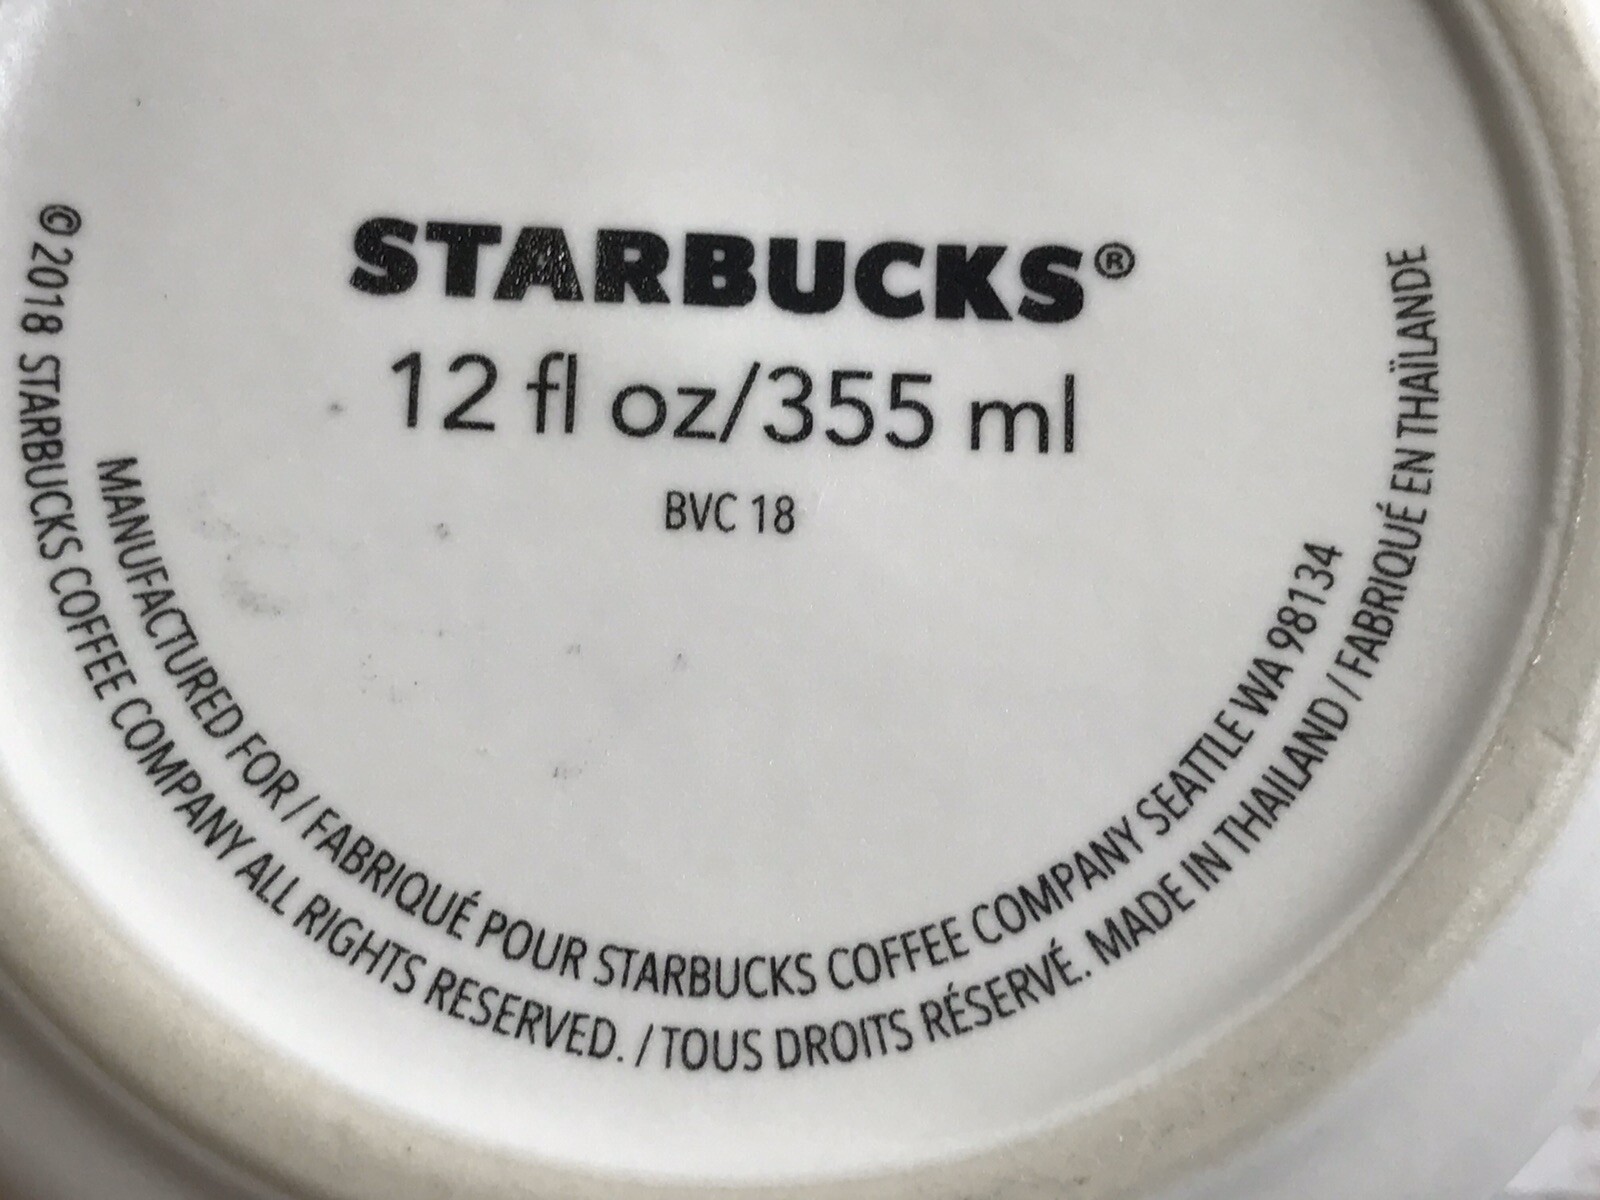 STARBUCKS®
12 fl oz/355 ml
BVC 18
MANUFACTURED FOR / FABRIQUÉ POUR STARBUCKS COFFEE COMPANY SEATTLE WA 98134
©2018 STARBUCKS COFFEE COMPANY ALL RIGHTS RESERVED. / TOUS DROITS RÉSERVÉ. MADE IN THAILAND / FABRIQUÉ EN THAÏLANDE